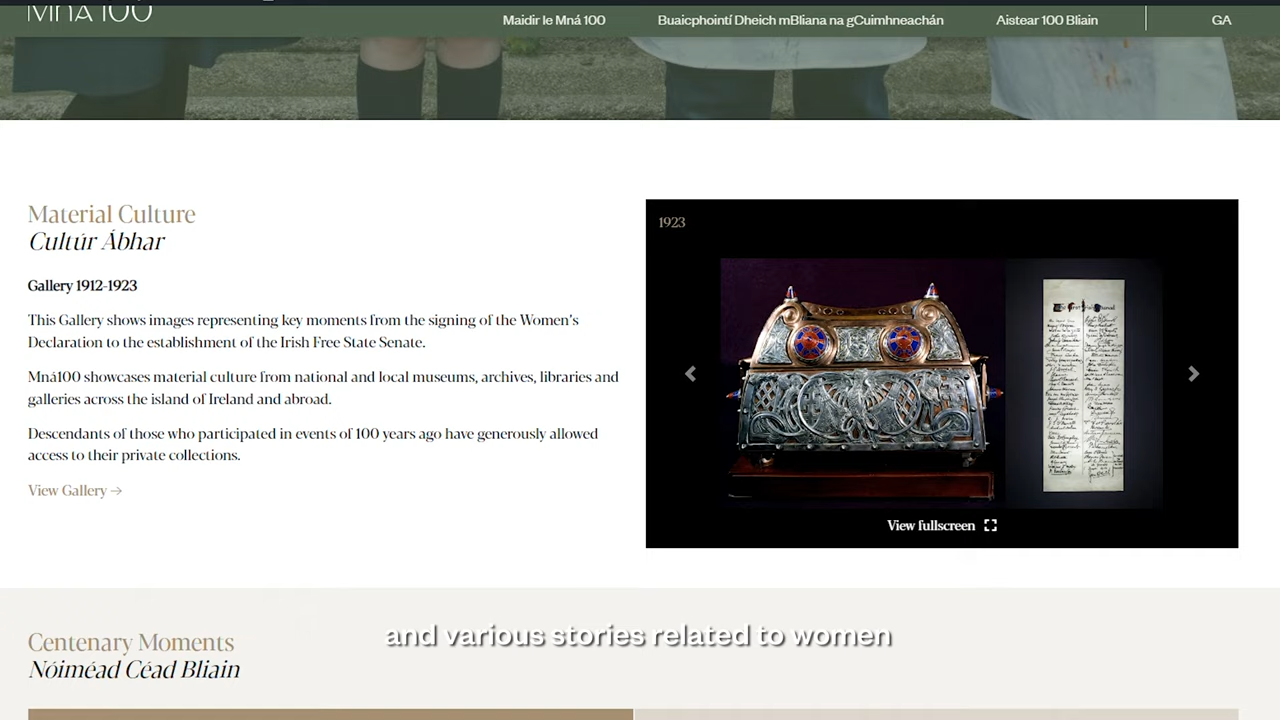 Mná 100
Maidir le Mná 100
Buaicphointí Dheich mBliana na gCuimhneachán
Aistear 100 Bliain
GA
Material Culture
Cultúr Ábhar
Gallery 1912-1923
This Gallery shows images representing key moments from the signing of the Women's
Declaration to the establishment of the Irish Free State Senate.
Mná100 showcases material culture from national and local museums, archives, libraries and
galleries across the island of Ireland and abroad.
Descendants of those who participated in events of 100 years ago have generously allowed
access to their private collections.
View Gallery →
1923
View fullscreen
and various stories related to women
Centenary Moments
Nóiméad Céad Bliain